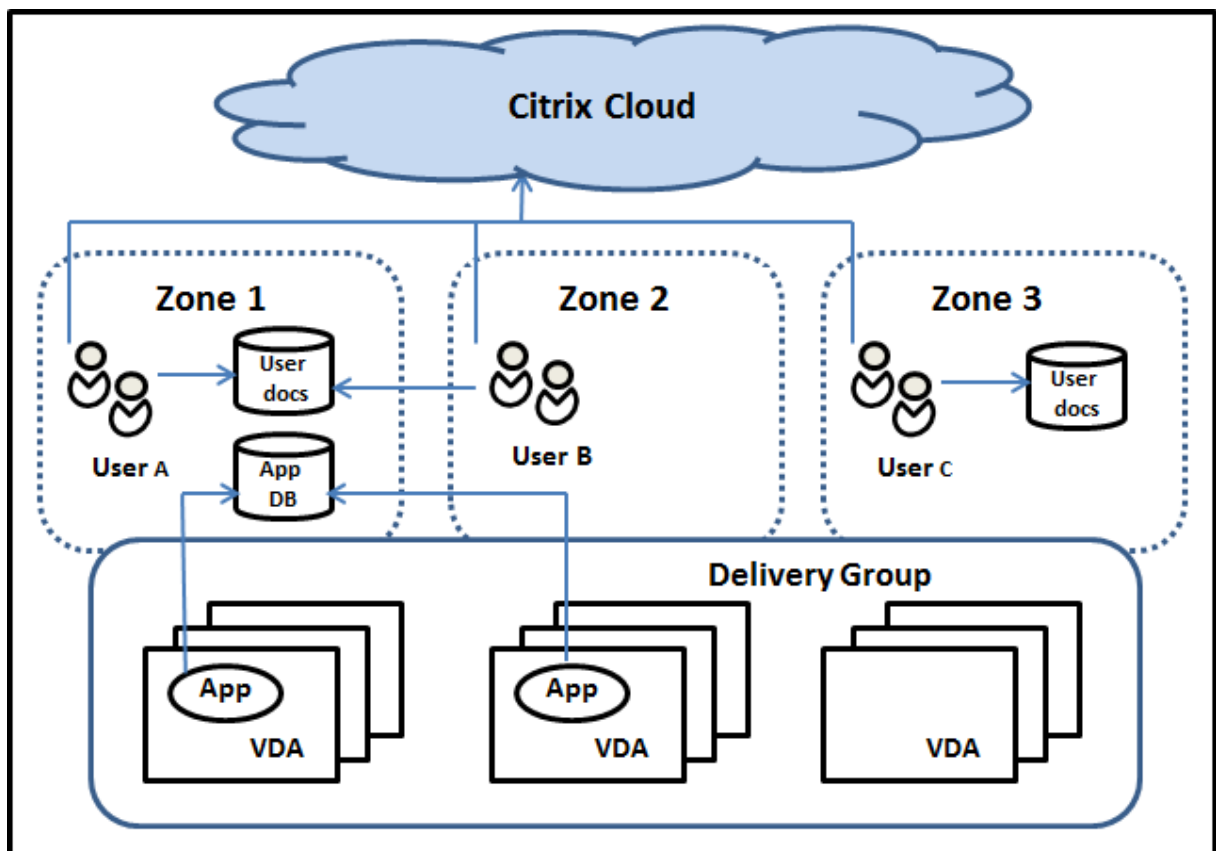 Citrix Cloud
Zone 1
Zone 2
Zone 3
User
docs
User
docs
User A
User B
User C
App
DB
Delivery Group
App
VDA
App
VDA
VDA